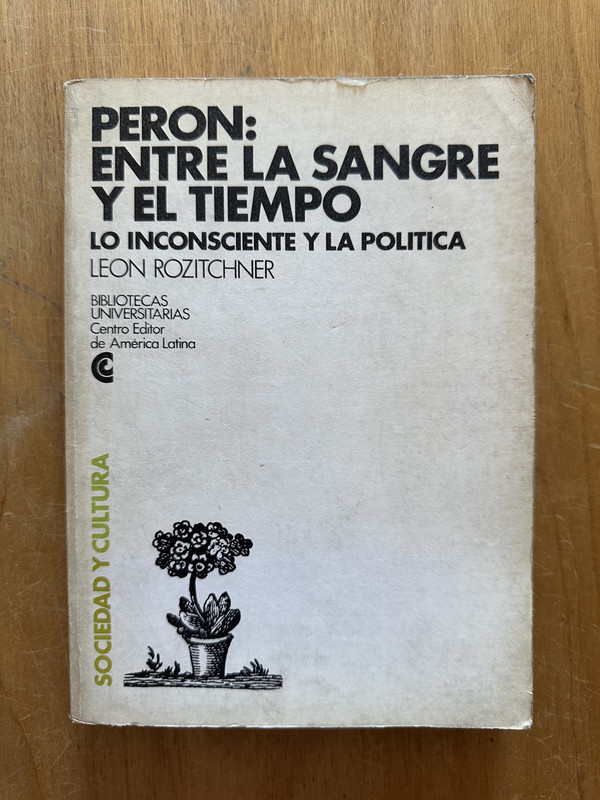 PERON:
ENTRE LA SANGRE
Y EL TIEMPO
LO INCONSCIENTE Y LA POLITICA
LEON ROZITCHNER
BIBLIOTECAS
UNIVERSITARIAS
Centro Editor
de América Latina
SOCIEDAD Y CULTURA